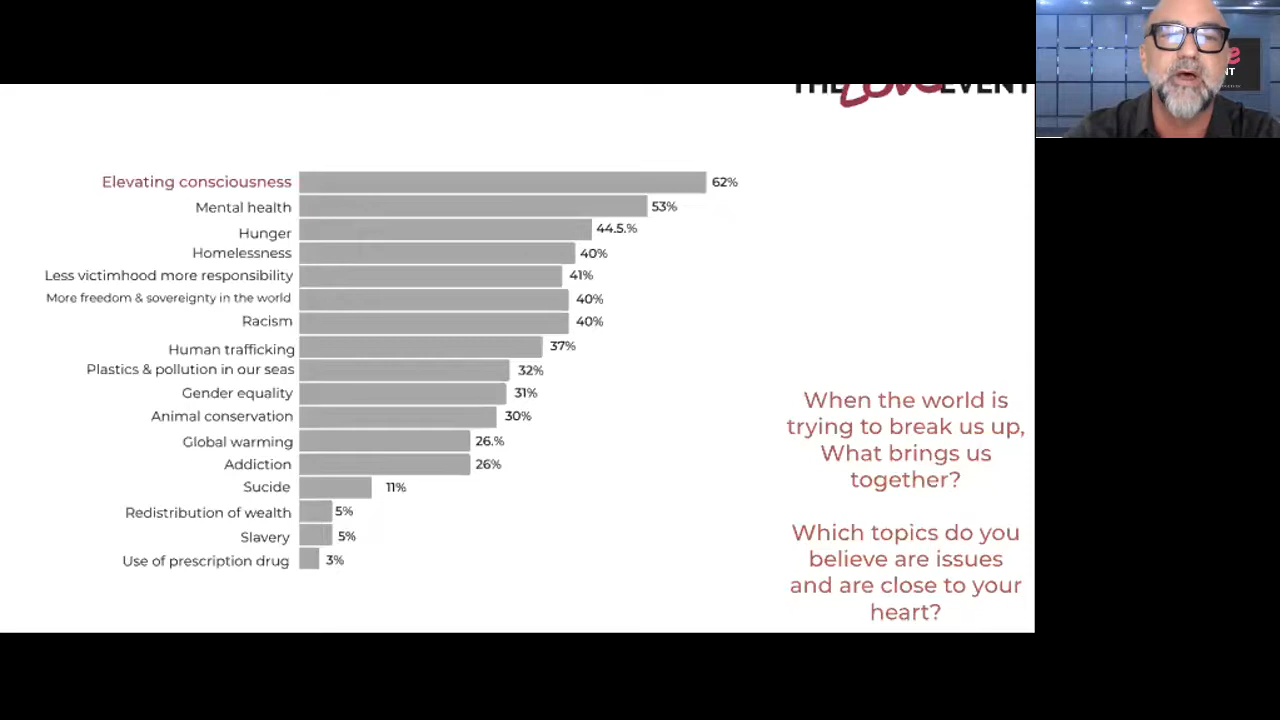 THE LOVE EVENT
e
NT
Elevating consciousness 62%
Mental health 53%
Hunger 44.5.%
Homelessness 40%
Less victimhood more responsibility 41%
More freedom & sovereignty in the world 40%
Racism 40%
Human trafficking 37%
Plastics & pollution in our seas 32%
Gender equality 31%
Animal conservation 30%
Global warming 26.%
Addiction 26%
Sucide 11%
Redistribution of wealth 5%
Slavery 5%
Use of prescription drug 3%
When the world is
trying to break us up,
What brings us
together?
Which topics do you
believe are issues
and are close to your
heart?